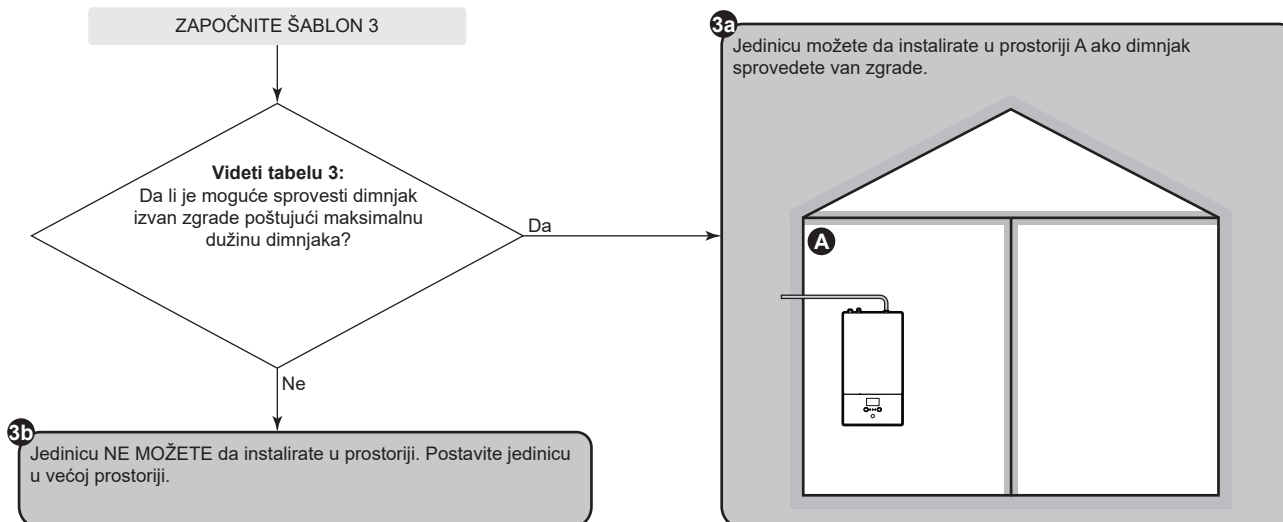 ZAPOČNITE ŠABLON 3
Videti tabelu 3:
Da li je moguće sprovesti dimnjak
izvan zgrade poštujući maksimalnu
dužinu dimnjaka?
Da
Ne
3a
Jedinicu možete da instalirate u prostoriji A ako dimnjak
sprovedete van zgrade.
A
3b
Jedinicu NE MOŽETE da instalirate u prostoriji. Postavite jedinicu
u većoj prostoriji.